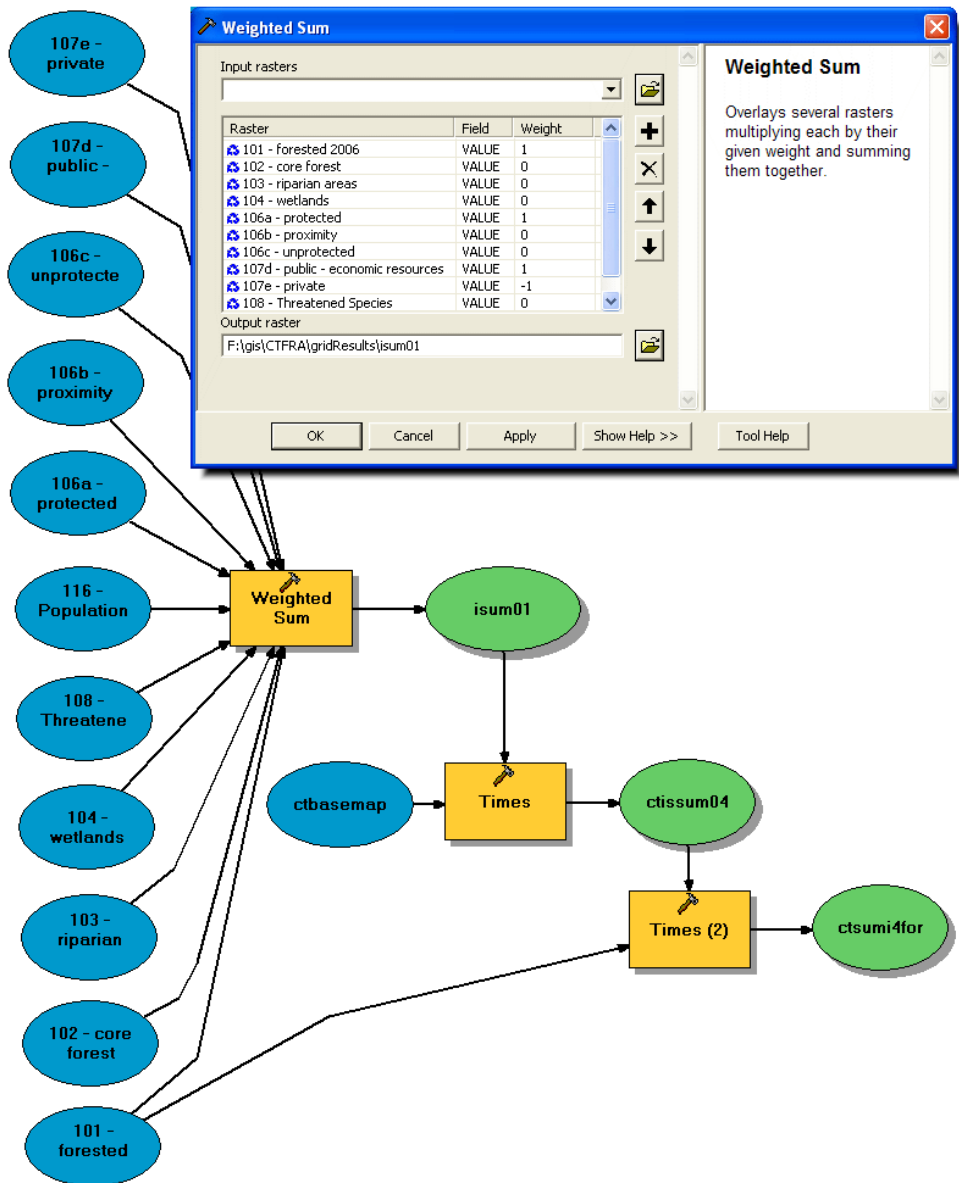 107e -
private
107d -
public -
106c -
unprotecte
106b -
proximity
106a -
protected
116 -
Population
108 -
Threatene
104 -
wetlands
103 -
riparian
102 - core
forest
101 -
forested
Weighted Sum
Input rasters
Raster Field Weight
101 - forested 2006 VALUE 1
102 - core forest VALUE 0
103 - riparian areas VALUE 0
104 - wetlands VALUE 0
106a - protected VALUE 1
106b - proximity VALUE 0
106c - unprotected VALUE 0
107d - public - economic resources VALUE 1
107e - private VALUE -1
108 - Threatened Species VALUE 0
Output raster
F:\gis\CTFRA\gridResults\isum01
OK Cancel Apply Show Help >> Tool Help
Weighted Sum
Overlays several rasters
multiplying each by their
given weight and summing
them together.
Weighted
Sum
isum01
ctbasemap
Times
ctissum04
Times (2)
ctsumi4for